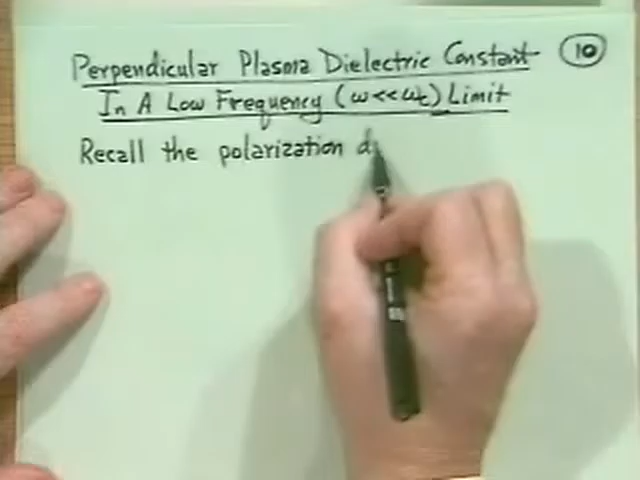 Perpendicular Plasma Dielectric Constant 10
In A Low Frequency (ω<<ωc) Limit
Recall the polarization d